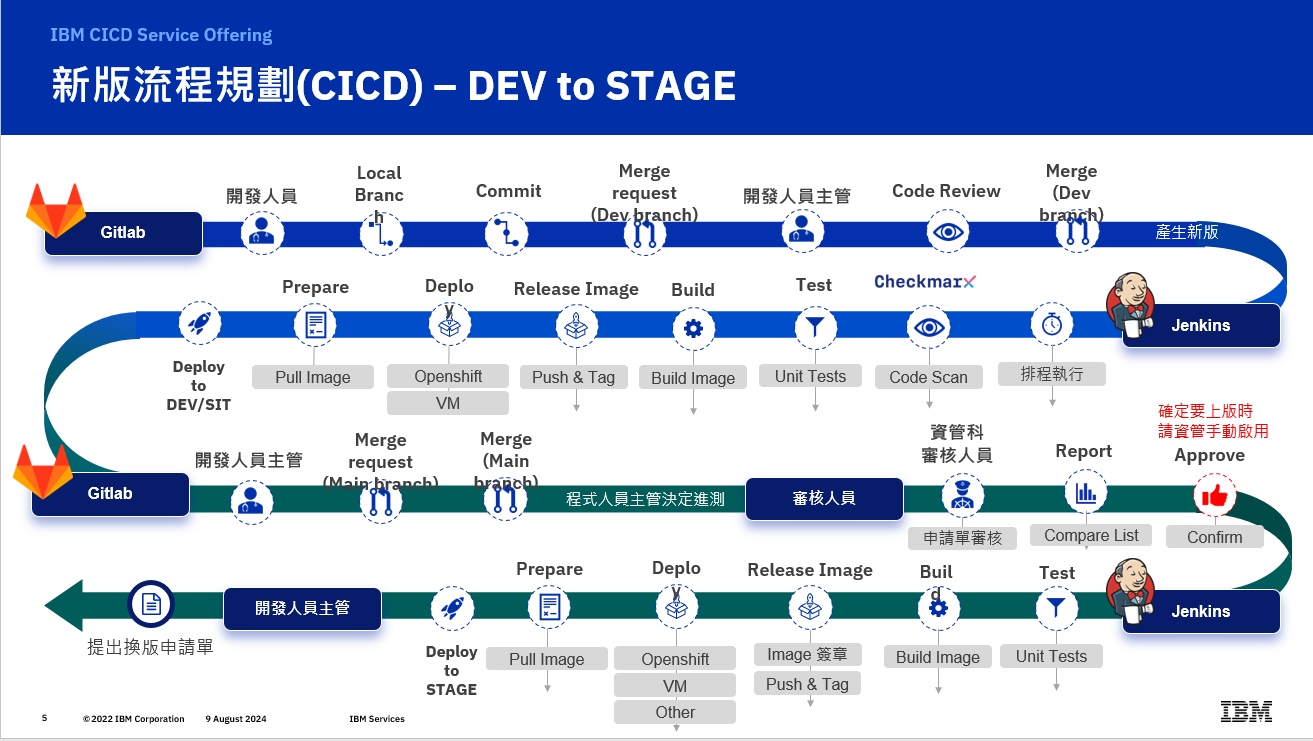 IBM CICD Service Offering
新版流程規劃(CICD) – DEV to STAGE
Gitlab
開發人員
Local
Branc
h
Commit
Merge
request
(Dev branch)
開發人員主管
Code Review
Merge
(Dev
branch)
產生新版
Deploy
to
DEV/SIT
Prepare
Pull Image
Deplo
y
Openshift
VM
Release Image
Push & Tag
Build
Build Image
Test
Unit Tests
Checkmarx
Code Scan
排程執行
Jenkins
Gitlab
開發人員主管
Merge
request
(Main branch)
Merge
(Main
branch)
程式人員主管決定進測
審核人員
資管科
審核人員
申請單審核
Report
Compare List
確定要上版時
請資管手動啟用
Approve
Confirm
提出換版申請單
開發人員主管
Deploy
to
STAGE
Prepare
Pull Image
Deplo
y
Openshift
VM
Other
Release Image
Image 簽章
Push & Tag
Buil
d
Build Image
Test
Unit Tests
Jenkins
5
© 2022 IBM Corporation
9 August 2024
IBM Services
IBM